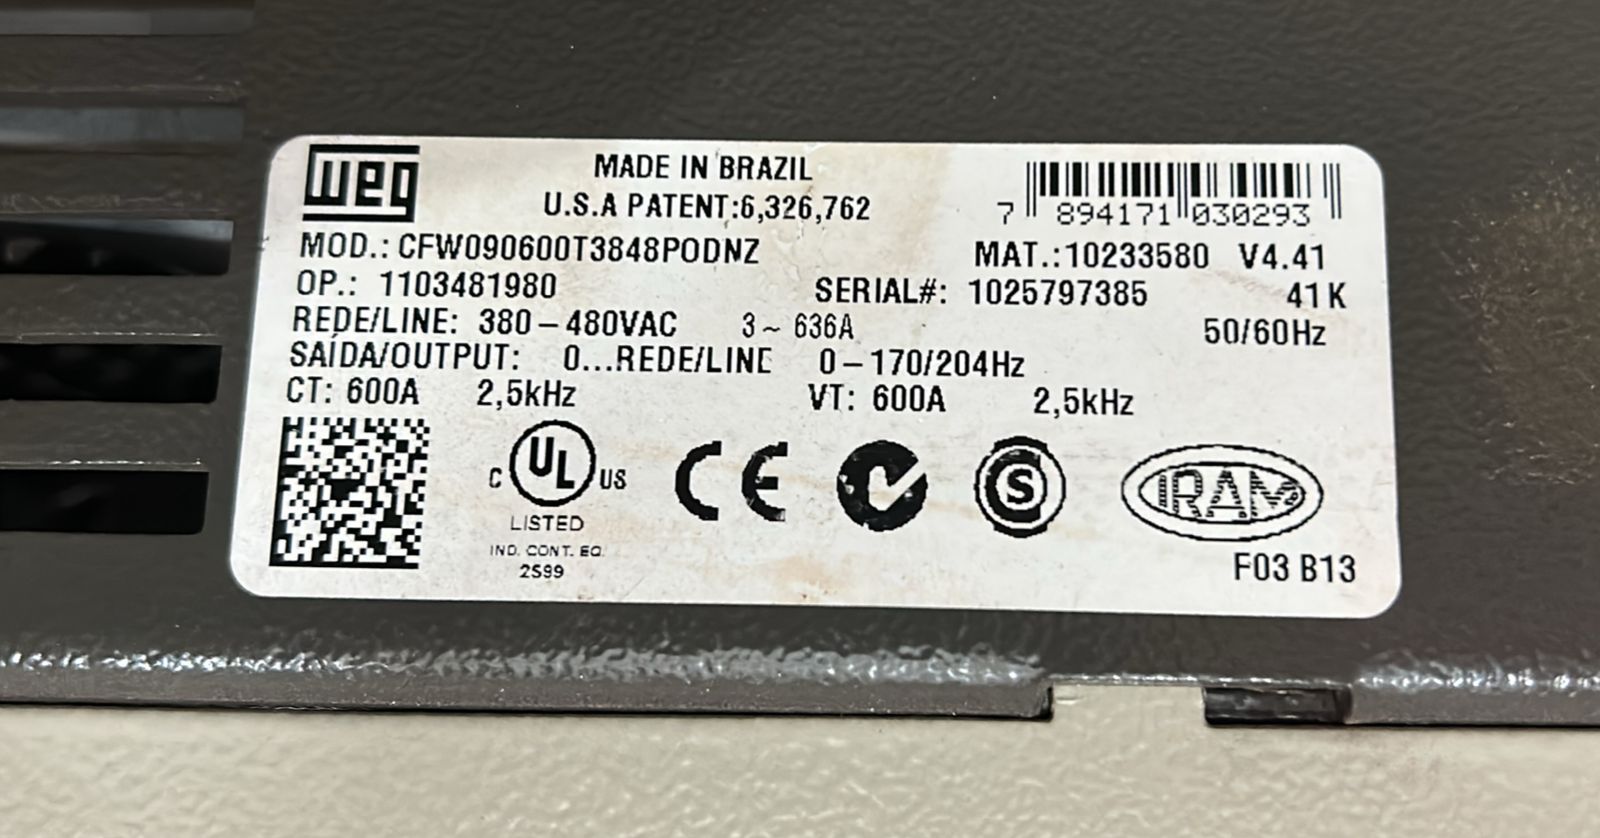 weg
MADE IN BRAZIL
U.S.A PATENT:6,326,762
7 894171 030293
MOD.: CFW090600T3848PODNZ
MAT.:10233580 V4.41
OP.: 1103481980
SERIAL#: 1025797385
41K
REDE/LINE: 380-480VAC 3~ 636A
50/60Hz
SAÍDA/OUTPUT: 0...REDE/LINE 0-170/204Hz
CT: 600A 2,5kHz VT: 600A 2,5kHz
C UL US
LISTED
IND. CONT. EQ.
2S99
CE
S
IRAM
F03 B13